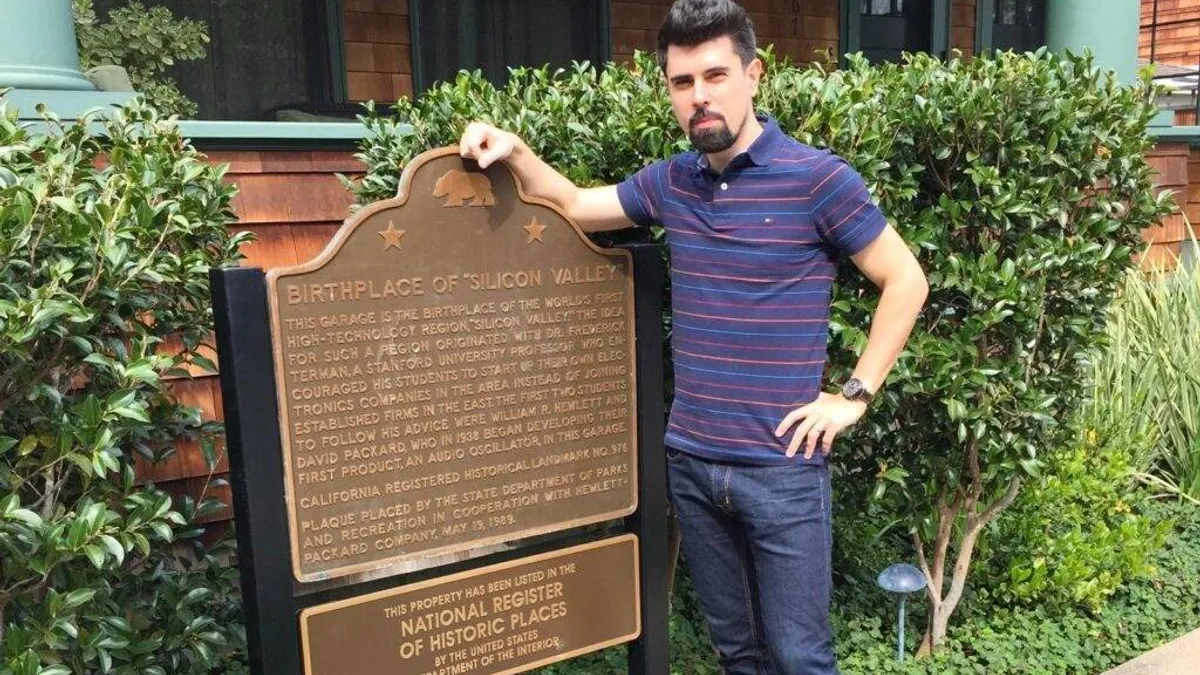 BIRTHPLACE OF "SILICON VALLEY"
THIS GARAGE IS THE BIRTHPLACE OF THE WORLD'S FIRST
HIGH-TECHNOLOGY REGION, "SILICON VALLEY." THE IDEA
FOR SUCH A REGION ORIGINATED WITH DR. FREDERICK
TERMAN, A STANFORD UNIVERSITY PROFESSOR WHO EN-
COURAGED HIS STUDENTS TO START UP THEIR OWN ELEC-
TRONICS COMPANIES IN THE AREA INSTEAD OF JOINING
ESTABLISHED FIRMS IN THE EAST. THE FIRST TWO STUDENTS
TO FOLLOW HIS ADVICE WERE WILLIAM R. HEWLETT AND
DAVID PACKARD, WHO IN 1938 BEGAN DEVELOPING THEIR
FIRST PRODUCT, AN AUDIO OSCILLATOR, IN THIS GARAGE.
CALIFORNIA REGISTERED HISTORICAL LANDMARK NO. 976
PLAQUE PLACED BY THE STATE DEPARTMENT OF PARKS
AND RECREATION IN COOPERATION WITH HEWLETT-
PACKARD COMPANY, MAY 19, 1989.
THIS PROPERTY HAS BEEN LISTED IN THE
NATIONAL REGISTER
OF HISTORIC PLACES
BY THE UNITED STATES
DEPARTMENT OF THE INTERIOR